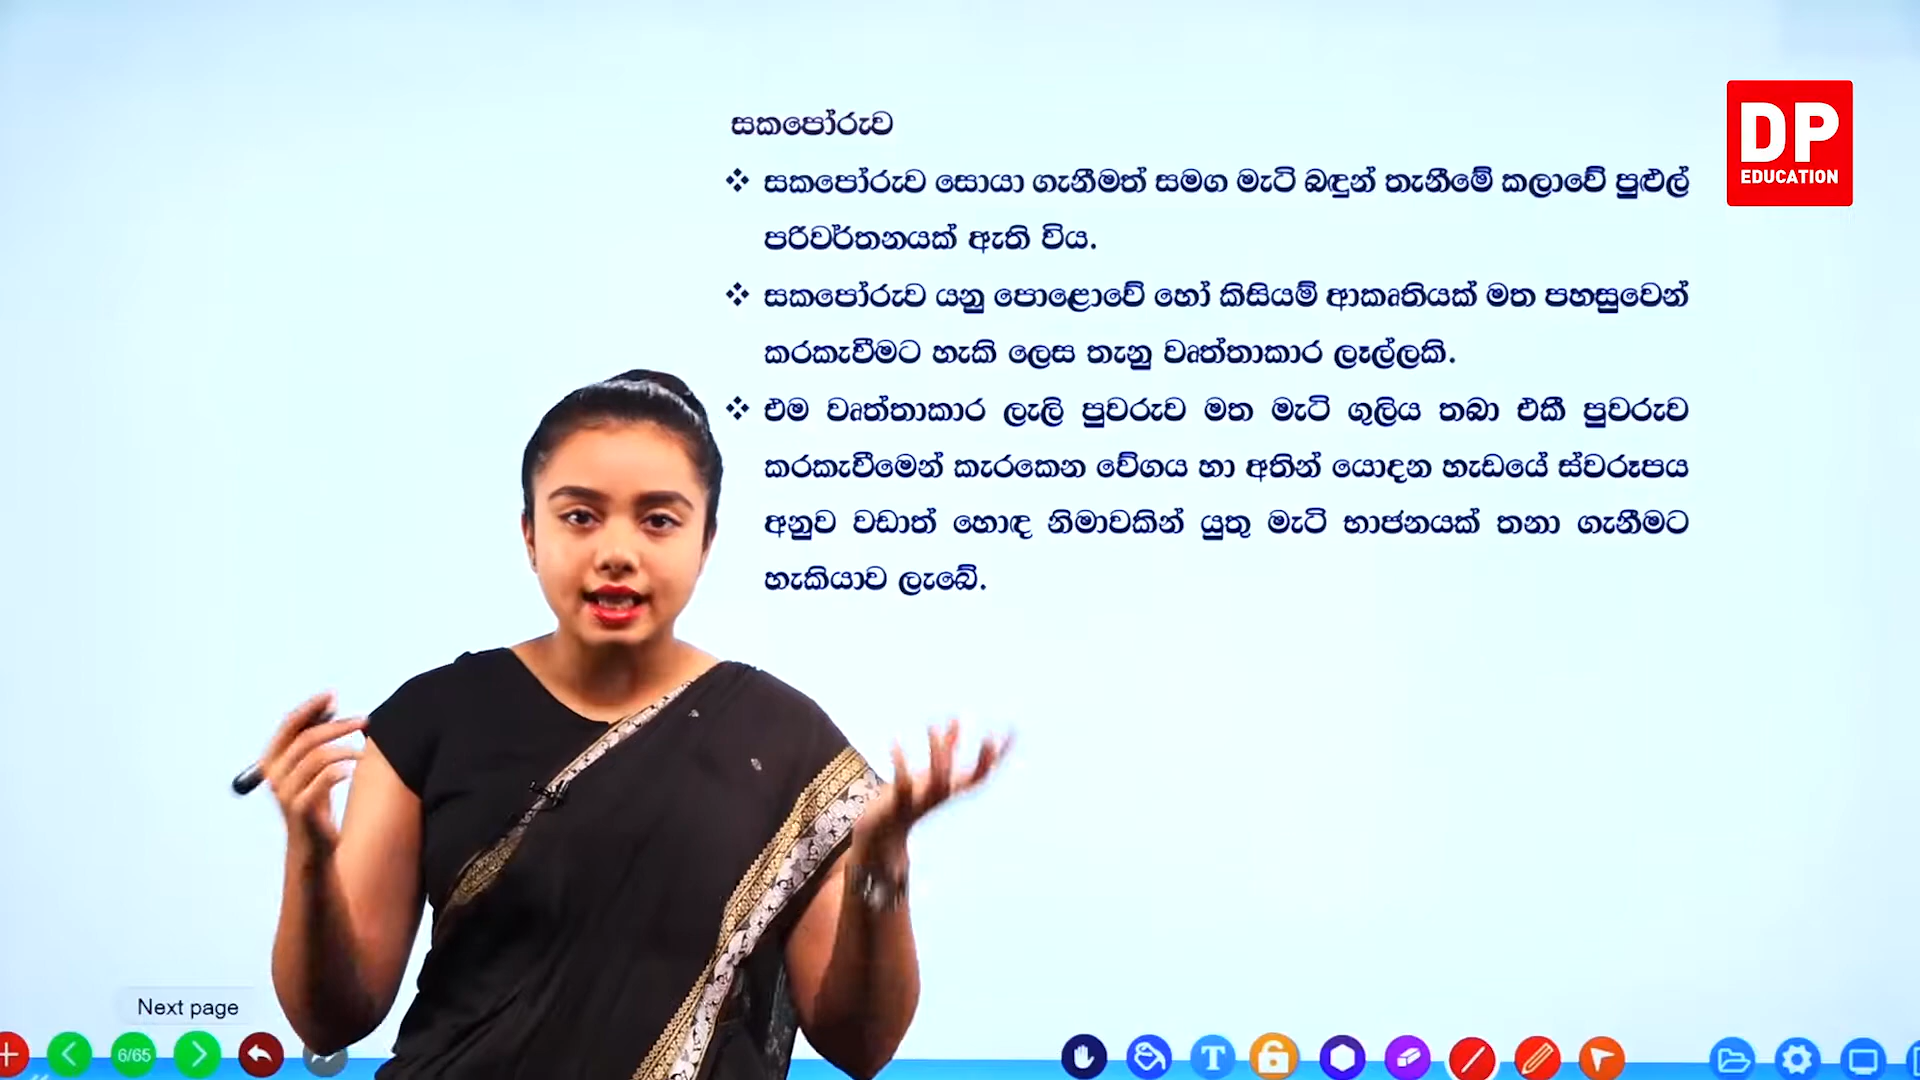 සකපෝරුව
DP
EDUCATION
❖ සකපෝරුව සොයා ගැනීමත් සමග මැටි බඳුන් තැනීමේ කලාවේ පුළුල්
පරිවර්තනයක් ඇති විය.
❖ සකපෝරුව යනු පොළොවේ හෝ කිසියම් ආකෘතියක් මත පහසුවෙන්
කරකැවීමට හැකි ලෙස තැනු වෘත්තාකාර ලෑල්ලකි.
❖ එම වෘත්තාකාර ලැලි පුවරුව මත මැටි ගුලිය තබා එකී පුවරුව
කරකැවීමෙන් කැරකෙන වේගය හා අතින් යොදන හැඩයේ ස්වරූපය
අනුව වඩාත් හොඳ නිමාවකින් යුතු මැටි භාජනයක් තනා ගැනීමට
හැකියාව ලැබේ.
Next page
6/65
T